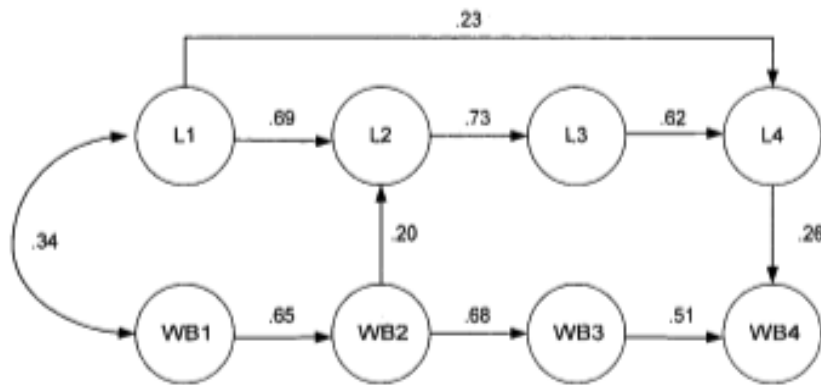 .23
L1 .69 L2 .73 L3 .62 L4
.34 .20 .26
WB1 .65 WB2 .68 WB3 .51 WB4